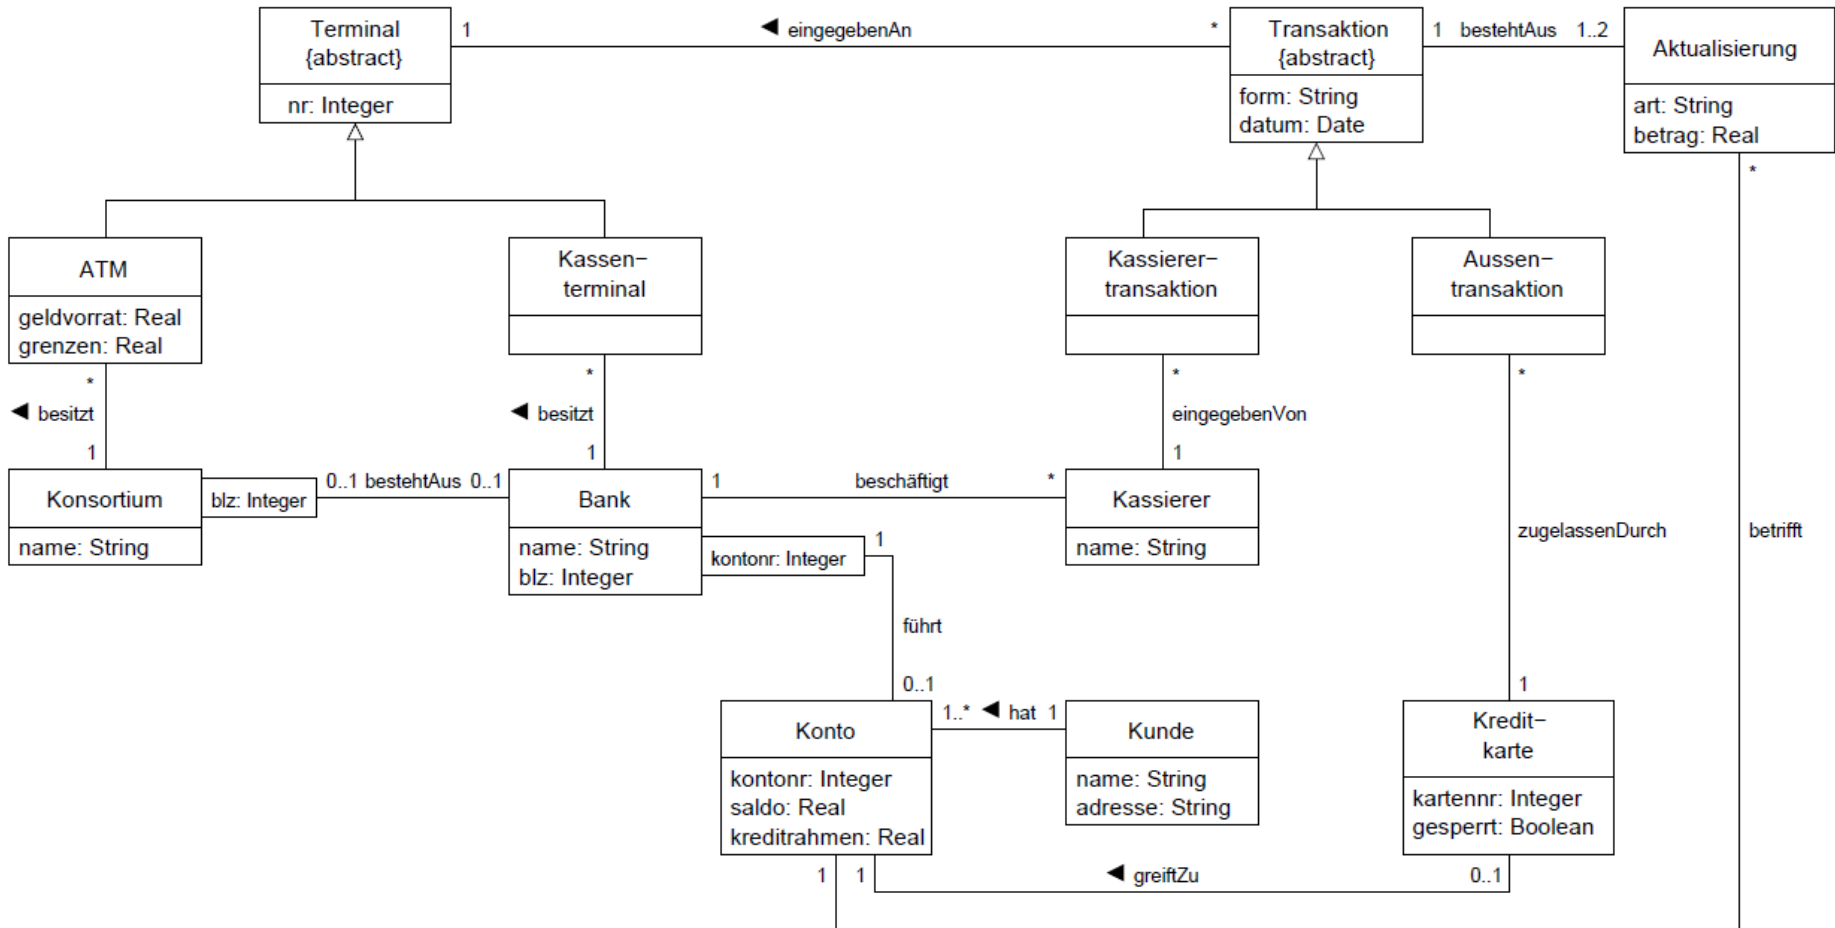 Terminal
{abstract}
nr: Integer
1
◀ eingegebenAn
*
Transaktion
{abstract}
form: String
datum: Date
1 bestehtAus 1..2
Aktualisierung
art: String
betrag: Real
*
ATM
geldvorrat: Real
grenzen: Real
Kassen−
terminal
Kassierer−
transaktion
Aussen−
transaktion
*
◀ besitzt
1
*
◀ besitzt
1
*
eingegebenVon
1
*
zugelassenDurch
1
betrifft
Konsortium
name: String
blz: Integer
0..1 bestehtAus 0..1
Bank
name: String
blz: Integer
1
beschäftigt
*
Kassierer
name: String
kontonr: Integer
1
führt
0..1
Konto
kontonr: Integer
saldo: Real
kreditrahmen: Real
1..* ◀ hat 1
Kunde
name: String
adresse: String
Kredit−
karte
kartennr: Integer
gesperrt: Boolean
1
1
◀ greiftZu
0..1